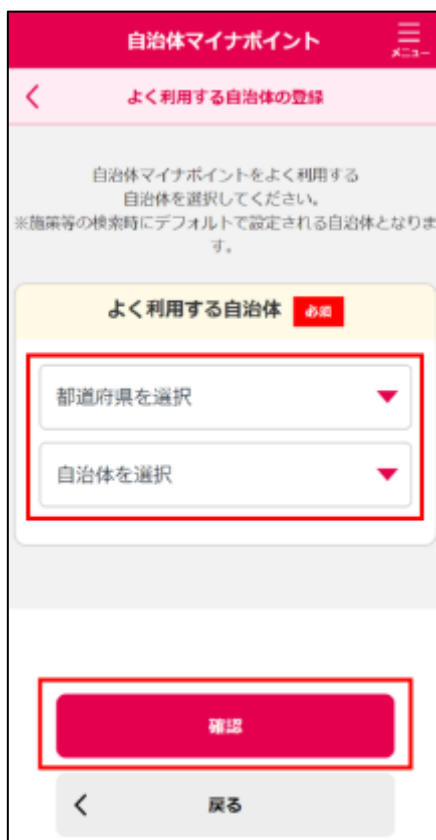 自治体マイナポイント
メニュー
よく利用する自治体の登録
自治体マイナポイントをよく利用する
自治体を選択してください。
※施策等の検索時にデフォルトで設定される自治体となりま
す。
よく利用する自治体 必須
都道府県を選択
自治体を選択
確認
戻る